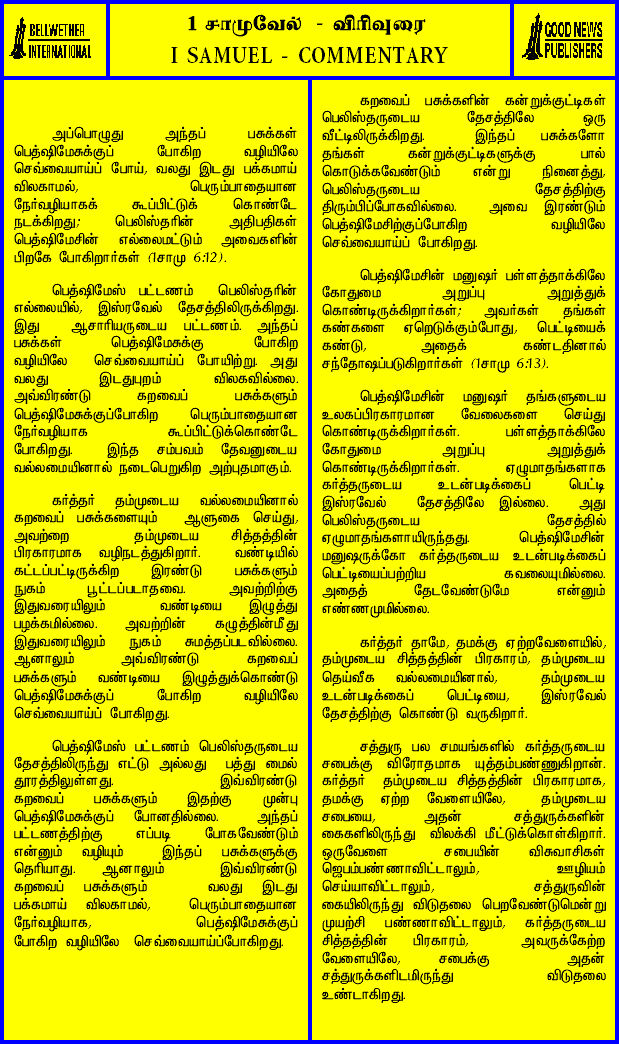 BELLWETHER
INTERNATIONAL
1 சாமுவேல் - விரிவுரை
I SAMUEL - COMMENTARY
GOOD NEWS
PUBLISHERS
அப்பொழுது அந்தப் பசுக்கள்
பெத்ஷிமேசுக்குப் போகிற வழியிலே
செவ்வையாய்ப் போய், வலது இடது பக்கமாய்
விலகாமல், பெரும்பாதையான
நேர்வழியாகக் கூப்பிட்டுக் கொண்டே
நடக்கிறது; பெலிஸ்தரின் அதிபதிகள்
பெத்ஷிமேசின் எல்லைமட்டும் அவைகளின்
பிறகே போகிறார்கள் (1சாமு 6:12).
பெத்ஷிமேஸ் பட்டணம் பெலிஸ்தரின்
எல்லையில், இஸ்ரவேல் தேசத்திலிருக்கிறது.
இது ஆசாரியருடைய பட்டணம். அந்தப்
பசுக்கள் பெத்ஷிமேசுக்கு போகிற
வழியிலே செவ்வையாய்ப் போயிற்று. அது
வலது இடதுபுறம் விலகவில்லை.
அவ்விரண்டு கறவைப் பசுக்களும்
பெத்ஷிமேசுக்குப்போகிற பெரும்பாதையான
நேர்வழியாக கூப்பிட்டுக்கொண்டே
போகிறது. இந்த சம்பவம் தேவனுடைய
வல்லமையினால் நடைபெறுகிற அற்புதமாகும்.
கர்த்தர் தம்முடைய வல்லமையினால்
கறவைப் பசுக்களையும் ஆளுகை செய்து,
அவற்றை தம்முடைய சித்தத்தின்
பிரகாரமாக வழிநடத்துகிறார். வண்டியில்
கட்டப்பட்டிருக்கிற இரண்டு பசுக்களும்
நுகம் பூட்டப்படாதவை. அவற்றிற்கு
இதுவரையிலும் வண்டியை இழுத்து
பழக்கமில்லை. அவற்றின் கழுத்தின்மீது
இதுவரையிலும் நுகம் சுமத்தப்படவில்லை.
ஆனாலும் அவ்விரண்டு கறவைப்
பசுக்களும் வண்டியை இழுத்துக்கொண்டு
பெத்ஷிமேசுக்குப் போகிற வழியிலே
செவ்வையாய்ப் போகிறது.
பெத்ஷிமேஸ் பட்டணம் பெலிஸ்தருடைய
தேசத்திலிருந்து எட்டு அல்லது பத்து மைல்
தூரத்திலுள்ளது. இவ்விரண்டு
கறவைப் பசுக்களும் இதற்கு முன்பு
பெத்ஷிமேசுக்குப் போனதில்லை. அந்தப்
பட்டணத்திற்கு எப்படி போகவேண்டும்
என்னும் வழியும் இந்தப் பசுக்களுக்கு
தெரியாது. ஆனாலும் இவ்விரண்டு
கறவைப் பசுக்களும் வலது இடது
பக்கமாய் விலகாமல், பெரும்பாதையான
நேர்வழியாக, பெத்ஷிமேசுக்குப்
போகிற வழியிலே செவ்வையாய்ப்போகிறது.
கறவைப் பசுக்களின் கன்றுக்குட்டிகள்
பெலிஸ்தருடைய தேசத்திலே ஒரு
வீட்டிலிருக்கிறது. இந்தப் பசுக்களோ
தங்கள் கன்றுக்குட்டிகளுக்கு பால்
கொடுக்கவேண்டும் என்று நினைத்து,
பெலிஸ்தருடைய தேசத்திற்கு
திரும்பிப்போகவில்லை. அவை இரண்டும்
பெத்ஷிமேசிற்குப்போகிற வழியிலே
செவ்வையாய்ப் போகிறது.
பெத்ஷிமேசின் மனுஷர் பள்ளத்தாக்கிலே
கோதுமை அறுப்பு அறுத்துக்
கொண்டிருக்கிறார்கள்; அவர்கள் தங்கள்
கண்களை ஏறெடுக்கும்போது, பெட்டியைக்
கண்டு, அதைக் கண்டதினால்
சந்தோஷப்படுகிறார்கள் (1சாமு 6:13).
பெத்ஷிமேசின் மனுஷர் தங்களுடைய
உலகப்பிரகாரமான வேலைகளை செய்து
கொண்டிருக்கிறார்கள். பள்ளத்தாக்கிலே
கோதுமை அறுப்பு அறுத்துக்
கொண்டிருக்கிறார்கள். ஏழுமாதங்களாக
கர்த்தருடைய உடன்படிக்கைப் பெட்டி
இஸ்ரவேல் தேசத்திலே இல்லை. அது
பெலிஸ்தருடைய தேசத்தில்
ஏழுமாதங்களாயிருந்தது. பெத்ஷிமேசின்
மனுஷருக்கோ கர்த்தருடைய உடன்படிக்கைப்
பெட்டியைப்பற்றிய கவலையுமில்லை.
அதைத் தேடவேண்டுமே என்னும்
எண்ணமுமில்லை.
கர்த்தர் தாமே, தமக்கு ஏற்றவேளையில்,
தம்முடைய சித்தத்தின் பிரகாரம், தம்முடைய
தெய்வீக வல்லமையினால், தம்முடைய
உடன்படிக்கைப் பெட்டியை, இஸ்ரவேல்
தேசத்திற்கு கொண்டு வருகிறார்.
சத்துரு பல சமயங்களில் கர்த்தருடைய
சபைக்கு விரோதமாக யுத்தம்பண்ணுகிறான்.
கர்த்தர் தம்முடைய சித்தத்தின் பிரகாரமாக,
தமக்கு ஏற்ற வேளையிலே, தம்முடைய
சபையை, அதன் சத்துருக்களின்
கைகளிலிருந்து விலக்கி மீட்டுக்கொள்கிறார்.
ஒருவேளை சபையின் விசுவாசிகள்
ஜெபம்பண்ணாவிட்டாலும், ஊழியம்
செய்யாவிட்டாலும், சத்துருவின்
கையிலிருந்து விடுதலை பெறவேண்டுமென்று
முயற்சி பண்ணாவிட்டாலும், கர்த்தருடைய
சித்தத்தின் பிரகாரம், அவருக்கேற்ற
வேளையிலே, சபைக்கு அதன்
சத்துருக்களிடமிருந்து விடுதலை
உண்டாகிறது.